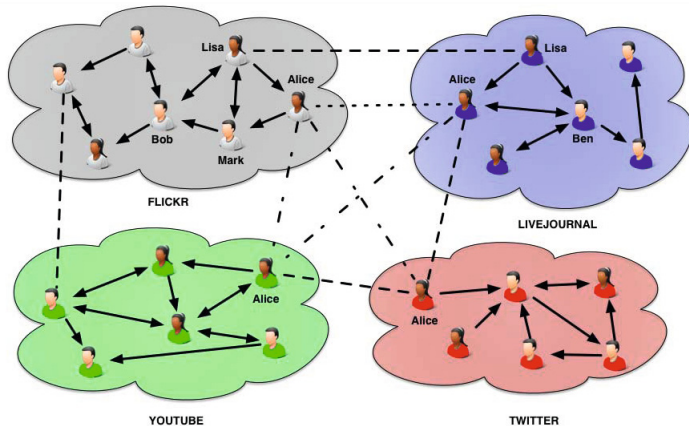 Lisa
Alice
Bob
Mark
FLICKR
Lisa
Alice
Ben
LIVEJOURNAL
Alice
YOUTUBE
Alice
TWITTER